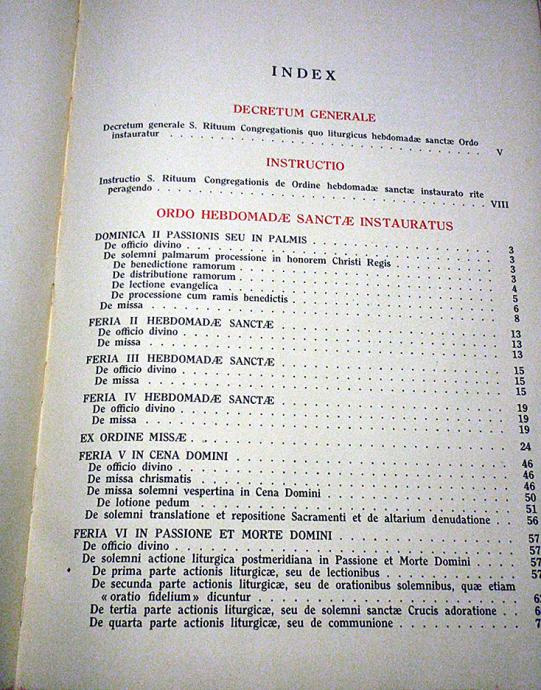 INDEX
DECRETUM GENERALE
Decretum generale S. Rituum Congregationis quo liturgicus hebdomadæ sanctæ Ordo
instauratur . . . . . . . . . . V
INSTRUCTIO
Instructio S. Rituum Congregationis de Ordine hebdomadæ sanctæ instaurato rite
peragendo . . . . . . . . . . VIII
ORDO HEBDOMADÆ SANCTÆ INSTAURATUS
DOMINICA II PASSIONIS SEU IN PALMIS . . . . . . . . . . 3
De officio divino . . . . . . . . . . 3
De solemni palmarum processione in honorem Christi Regis . . . . . . . . . . 3
De benedictione ramorum . . . . . . . . . . 3
De distributione ramorum . . . . . . . . . . 4
De lectione evangelica . . . . . . . . . . 5
De processione cum ramis benedictis . . . . . . . . . . 6
De missa . . . . . . . . . . 8
FERIA II HEBDOMADÆ SANCTÆ . . . . . . . . . . 13
De officio divino . . . . . . . . . . 13
De missa . . . . . . . . . . 13
FERIA III HEBDOMADÆ SANCTÆ . . . . . . . . . . 15
De officio divino . . . . . . . . . . 15
De missa . . . . . . . . . . 15
FERIA IV HEBDOMADÆ SANCTÆ . . . . . . . . . . 19
De officio divino . . . . . . . . . . 19
De missa . . . . . . . . . . 19
EX ORDINE MISSÆ . . . . . . . . . . 24
FERIA V IN CENA DOMINI . . . . . . . . . . 46
De officio divino . . . . . . . . . . 46
De missa chrismatis . . . . . . . . . . 46
De missa solemni vespertina in Cena Domini . . . . . . . . . . 50
De lotione pedum . . . . . . . . . . 51
De solemni translatione et repositione Sacramenti et de altarium denudatione . . 56
FERIA VI IN PASSIONE ET MORTE DOMINI . . . . . . . . . . 57
De officio divino . . . . . . . . . . 57
De solemni actione liturgica postmeridiana in Passione et Morte Domini . . . . 57
De prima parte actionis liturgicæ, seu de lectionibus . . . . . . . . . . 57
De secunda parte actionis liturgicæ, seu de orationibus solemnibus, quæ etiam
« oratio fidelium » dicuntur . . . . . . . . . .
De tertia parte actionis liturgicæ, seu de solemni sanctæ Crucis adoratione . .
De quarta parte actionis liturgicæ, seu de communione . . . . . . . . . .